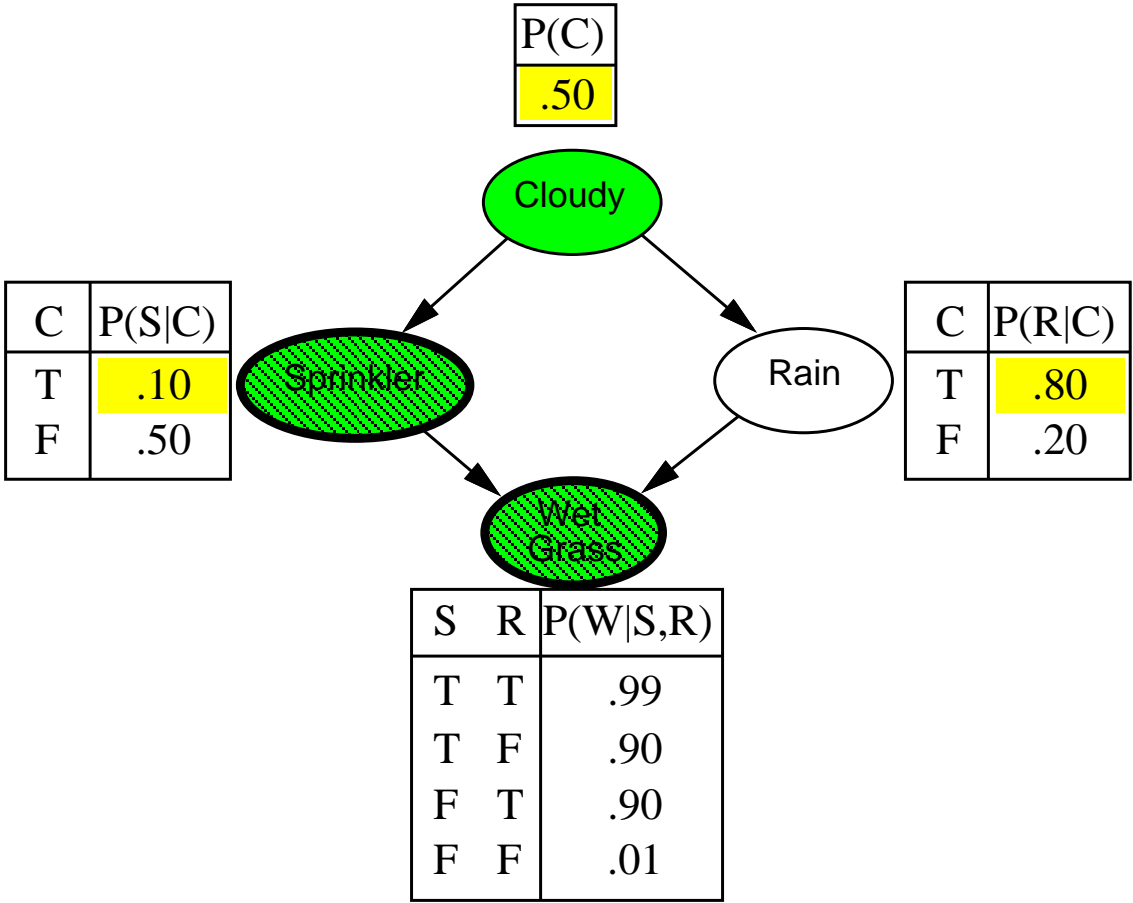 P(C)
.50
Cloudy
C P(S|C)
T .10
F .50
Sprinkler
Rain
C P(R|C)
T .80
F .20
Wet
Grass
S R P(W|S,R)
T T .99
T F .90
F T .90
F F .01